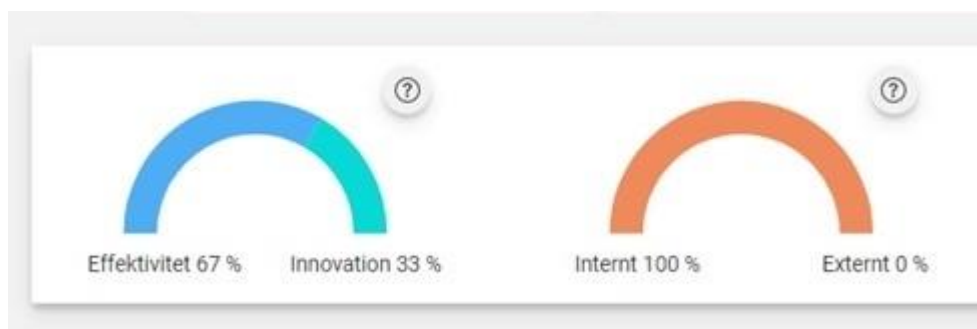 Effektivitet 67 %
Innovation 33 %
Internt 100 %
Externt 0 %